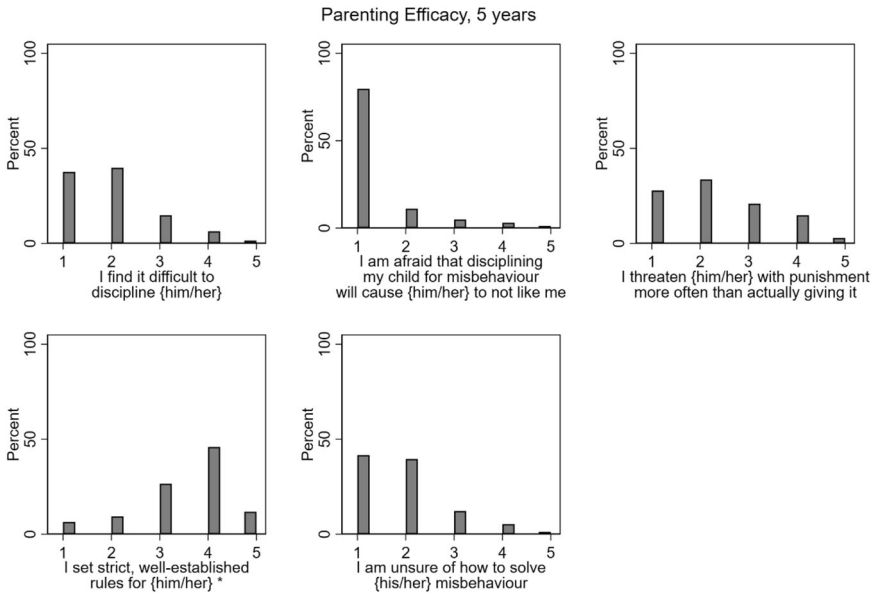 Parenting Efficacy, 5 years
Percent
100
50
0
1 2 3 4 5
I find it difficult to
discipline {him/her}
Percent
100
50
0
1 2 3 4 5
I am afraid that disciplining
my child for misbehaviour
will cause {him/her} to not like me
Percent
100
50
0
1 2 3 4 5
I threaten {him/her} with punishment
more often than actually giving it
Percent
100
50
0
1 2 3 4 5
I set strict, well-established
rules for {him/her} *
Percent
100
50
0
1 2 3 4 5
I am unsure of how to solve
{his/her} misbehaviour